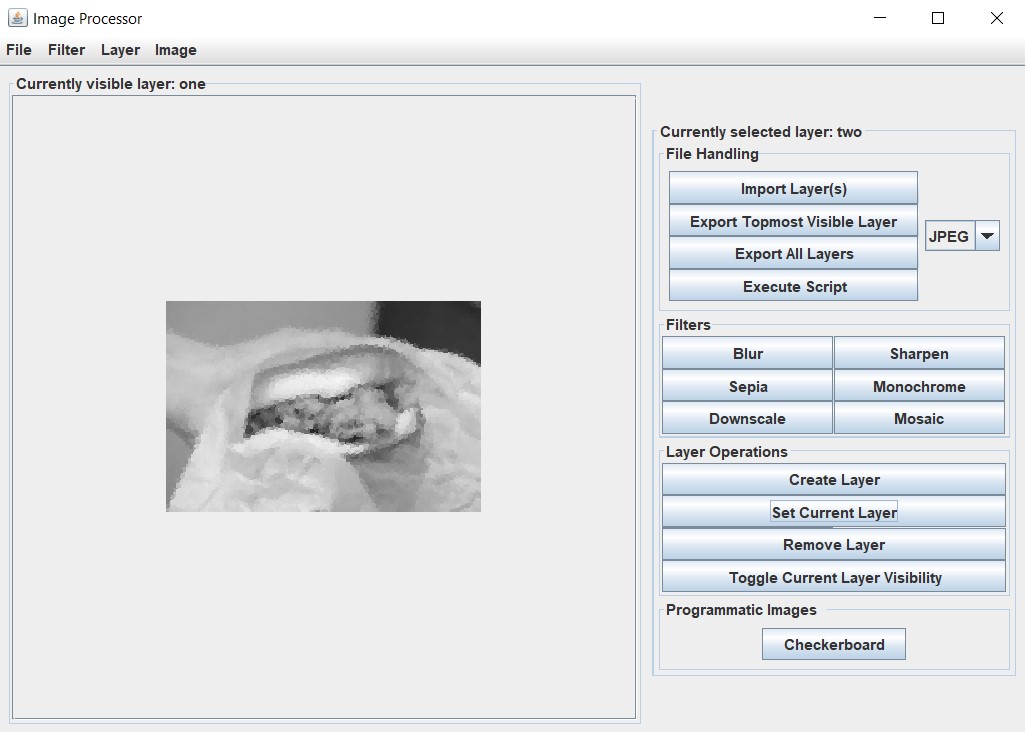 Image Processor
File Filter Layer Image
Currently visible layer: one
Currently selected layer: two
File Handling
Import Layer(s)
Export Topmost Visible Layer
JPEG
Export All Layers
Execute Script
Filters
Blur Sharpen
Sepia Monochrome
Downscale Mosaic
Layer Operations
Create Layer
Set Current Layer
Remove Layer
Toggle Current Layer Visibility
Programmatic Images
Checkerboard